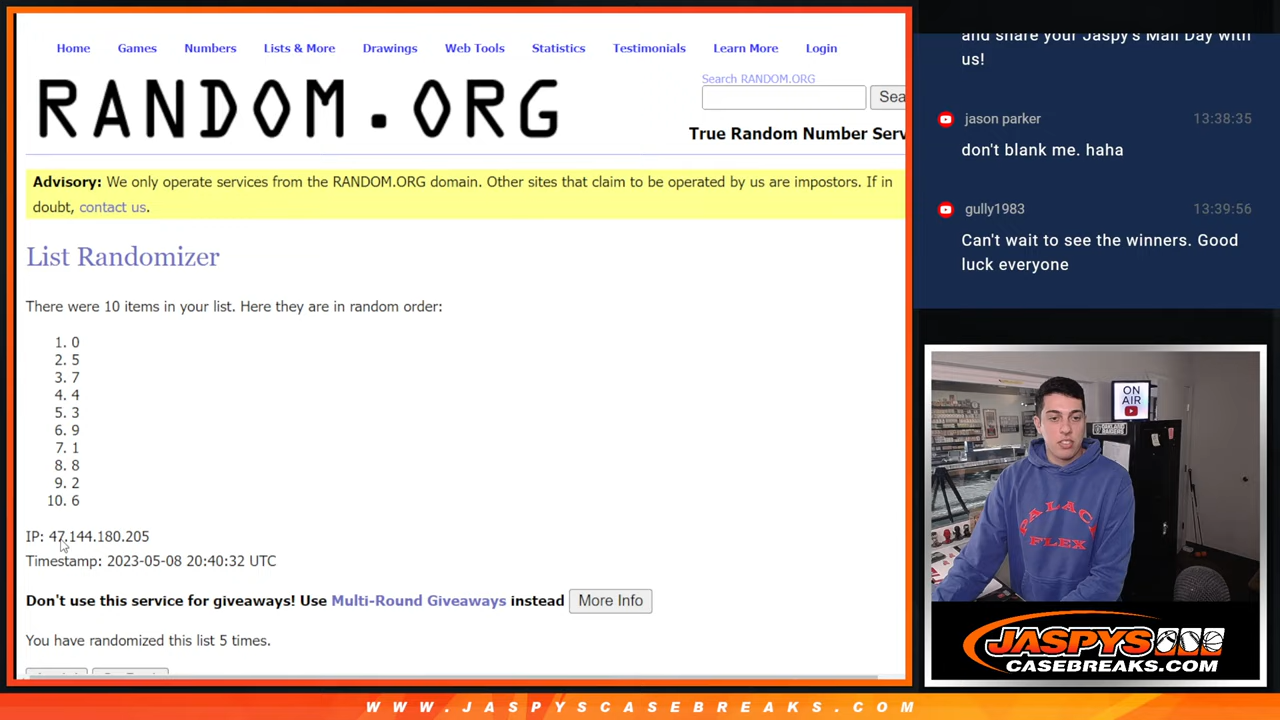 Home Games Numbers Lists & More Drawings Web Tools Statistics Testimonials Learn More Login
RANDOM.ORG
Search RANDOM.ORG
Sea
True Random Number Serv
Advisory: We only operate services from the RANDOM.ORG domain. Other sites that claim to be operated by us are impostors. If in
doubt, contact us.
List Randomizer
There were 10 items in your list. Here they are in random order:
1. 0
2. 5
3. 7
4. 4
5. 3
6. 9
7. 1
8. 8
9. 2
10. 6
IP: 47.144.180.205
Timestamp: 2023-05-08 20:40:32 UTC
Don't use this service for giveaways! Use Multi-Round Giveaways instead More Info
You have randomized this list 5 times.
and share your Jaspy's Mail Day with
us!
jason parker 13:38:35
don't blank me. haha
gully1983 13:39:56
Can't wait to see the winners. Good
luck everyone
ON
AIR
PALACE
FLEX
JASPYS
CASEBREAKS.COM
WWW.JASPYSCASEBREAKS.COM